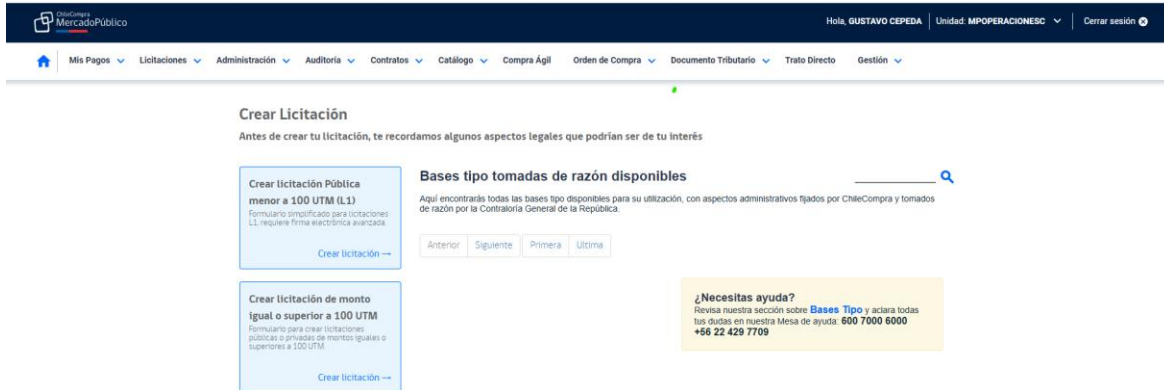 ChileCompra
MercadoPúblico
Hola, GUSTAVO CEPEDA
Unidad: MPOPERACIONESC
Cerrar sesión
Mis Pagos
Licitaciones
Administración
Auditoría
Contratos
Catálogo
Compra Ágil
Orden de Compra
Documento Tributario
Trato Directo
Gestión
Crear Licitación
Antes de crear tu licitación, te recordamos algunos aspectos legales que podrían ser de tu interés
Crear licitación Pública
menor a 100 UTM (L1)
Formulario simplificado para licitaciones
L1, requiere firma electrónica avanzada.
Crear licitación →
Crear licitación de monto
igual o superior a 100 UTM
Formulario para crear licitaciones
públicas o privadas de montos iguales o
superiores a 100 UTM
Crear licitación →
Bases tipo tomadas de razón disponibles
Aquí encontrarás todas las bases tipo disponibles para su utilización, con aspectos administrativos fijados por ChileCompra y tomados
de razón por la Contraloría General de la República.
Anterior
Siguiente
Primera
Ultima
¿Necesitas ayuda?
Revisa nuestra sección sobre Bases Tipo y aclara todas
tus dudas en nuestra Mesa de ayuda: 600 7000 6000
+56 22 429 7709